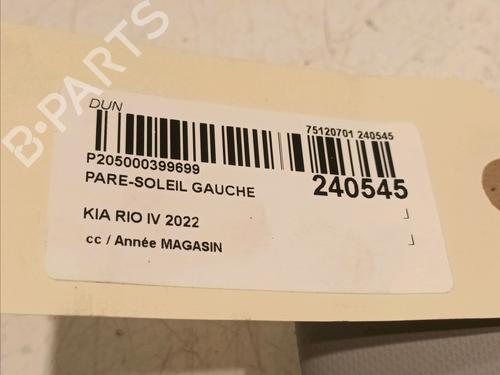 B-PARTS
DUN
75120701 240545
P205000399699
PARE-SOLEIL GAUCHE
240545
KIA RIO IV 2022
cc / Année MAGASIN